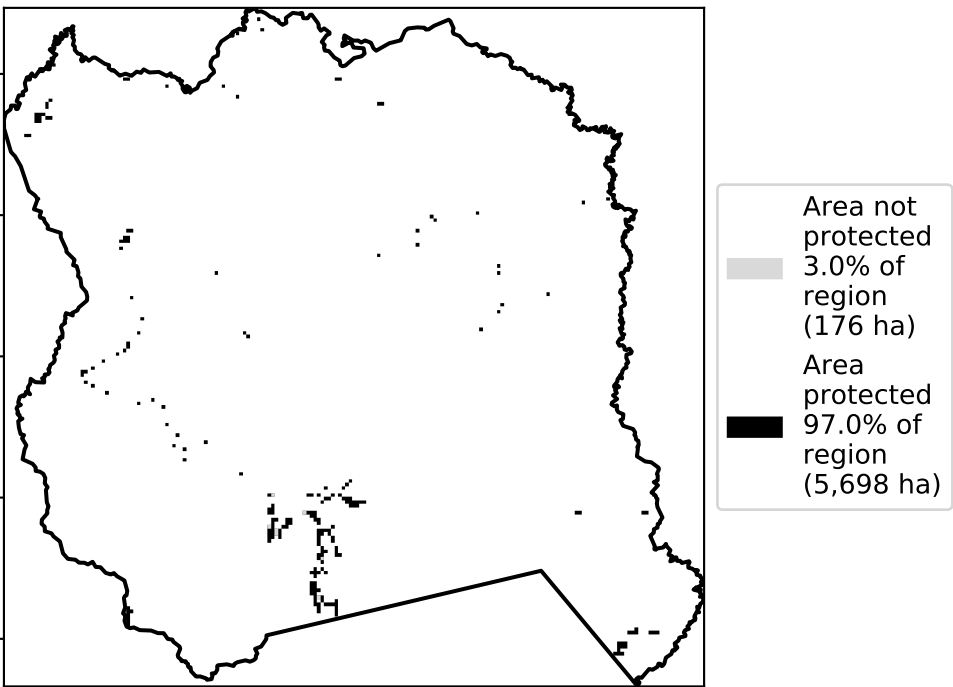 Area not
protected
3.0% of
region
(176 ha)
Area
protected
97.0% of
region
(5,698 ha)